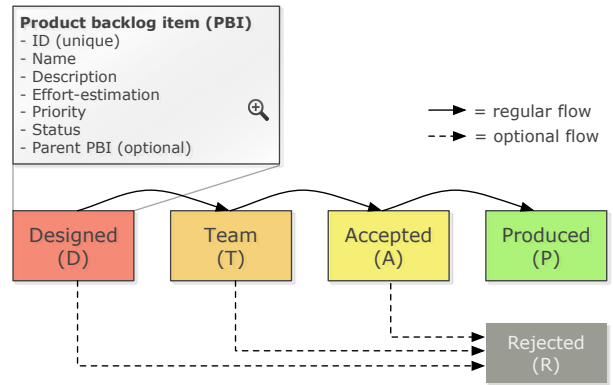 Product backlog item (PBI)
- ID (unique)
- Name
- Description
- Effort-estimation
- Priority
- Status
- Parent PBI (optional)
= regular flow
= optional flow
Designed
(D)
Team
(T)
Accepted
(A)
Produced
(P)
Rejected
(R)